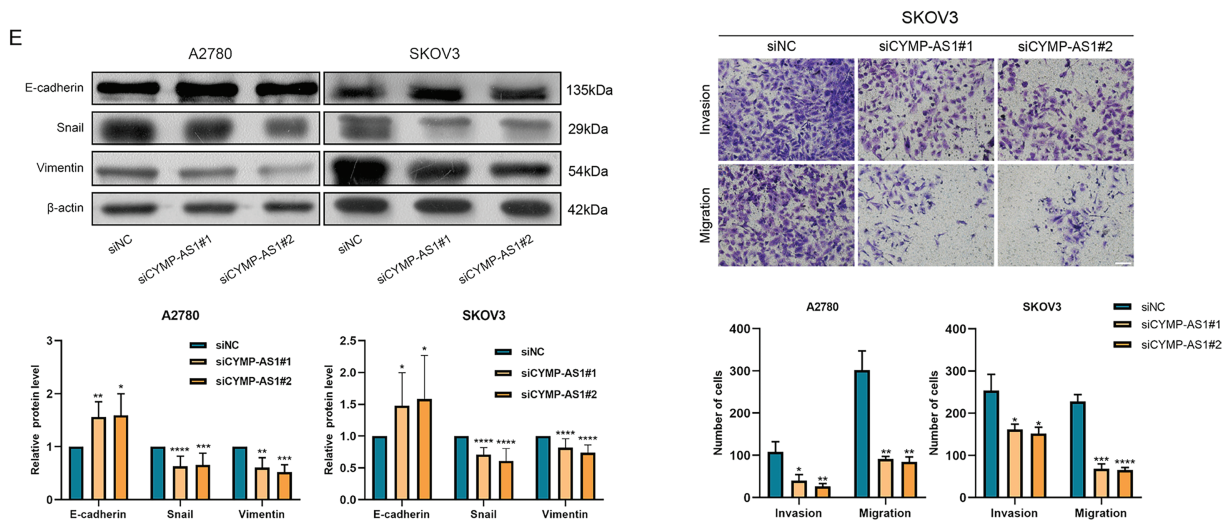 E
A2780
SKOV3
E-cadherin
135kDa
Snail
29kDa
Vimentin
54kDa
β-actin
42kDa
siNC
siCYMP-AS1#1
siCYMP-AS1#2
siNC
siCYMP-AS1#1
siCYMP-AS1#2
SKOV3
siNC
siCYMP-AS1#1
siCYMP-AS1#2
Invasion
Migration
A2780
Relative protein level
3
2
1
0
siNC
siCYMP-AS1#1
siCYMP-AS1#2
** *
**** ***
** ***
E-cadherin Snail Vimentin
SKOV3
Relative protein level
2.5
2.0
1.5
1.0
0.5
0.0
siNC
siCYMP-AS1#1
siCYMP-AS1#2
* *
**** ****
**** ****
E-cadherin Snail Vimentin
A2780
Number of cells
400
300
200
100
0
* **
** **
Invasion Migration
SKOV3
Number of cells
400
300
200
100
0
* *
*** ****
Invasion Migration
siNC
siCYMP-AS1#1
siCYMP-AS1#2